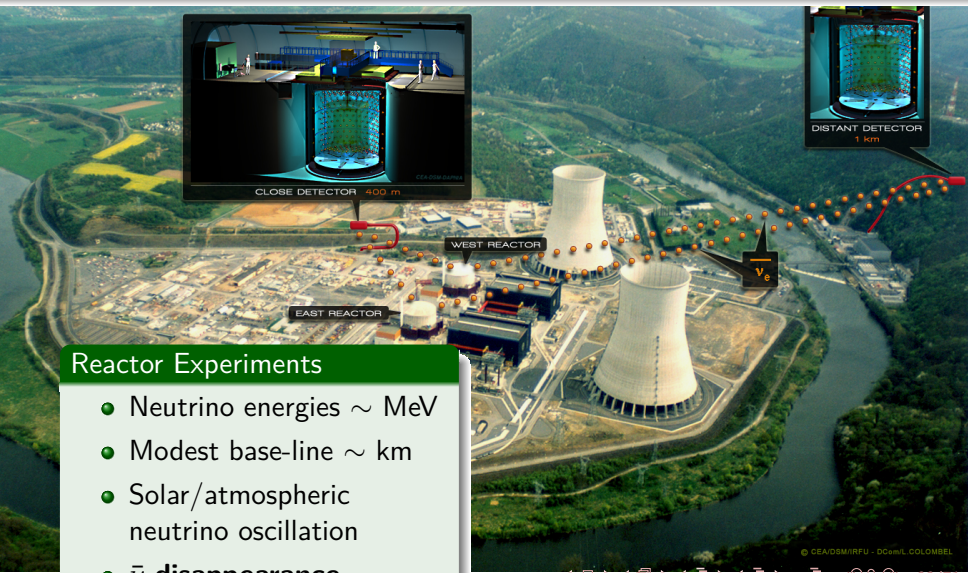 CEA-DSM-DAPNIA
CLOSE DETECTOR 400 m
DISTANT DETECTOR
1 km
WEST REACTOR
EAST REACTOR
ν̄e
Reactor Experiments
Neutrino energies ∼ MeV
Modest base-line ∼ km
Solar/atmospheric
neutrino oscillation
disappearance
© CEA/DSM/IRFU - DCom/L.COLOMBEL